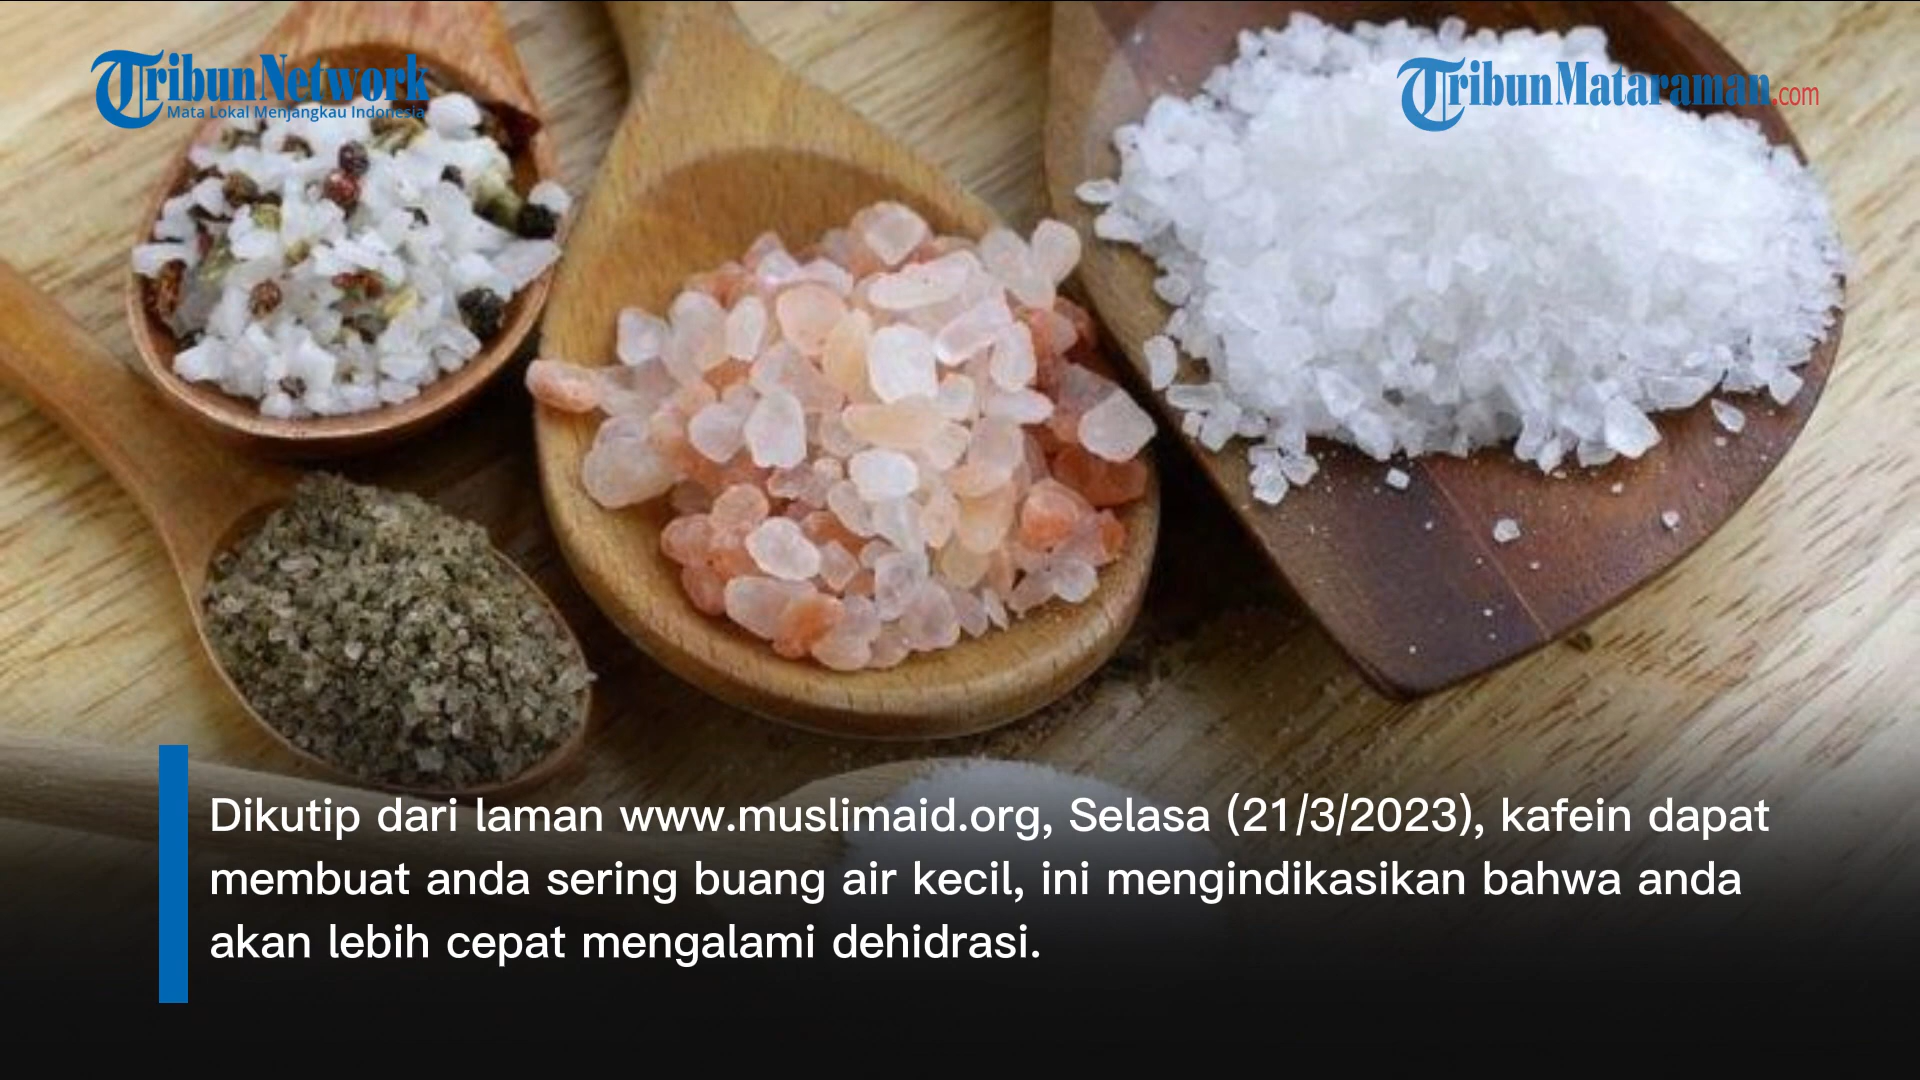 TribunNetwork
Mata Lokal Menjangkau Indonesia
TribunMataraman.com
Dikutip dari laman www.muslimaid.org, Selasa (21/3/2023), kafein dapat
membuat anda sering buang air kecil, ini mengindikasikan bahwa anda
akan lebih cepat mengalami dehidrasi.